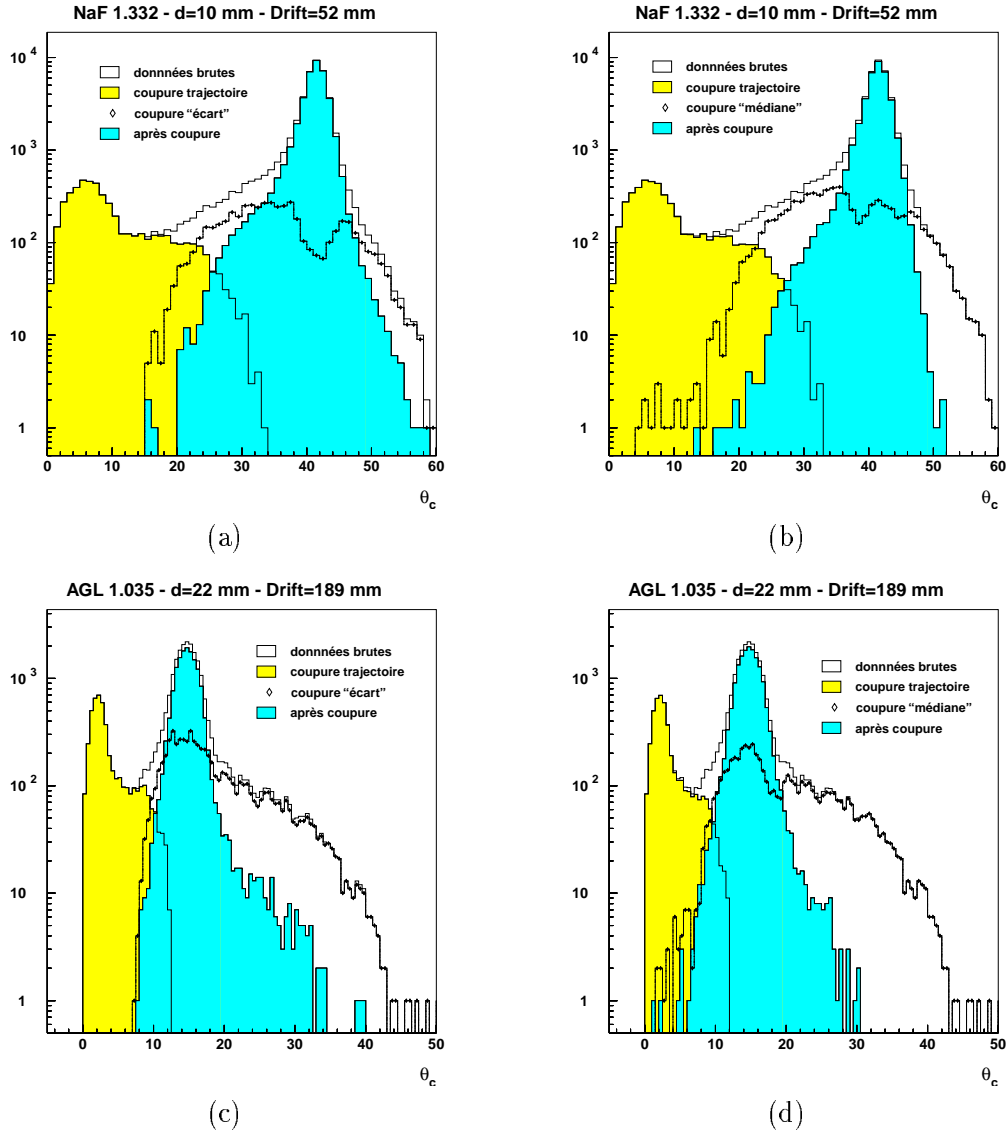 NaF 1.332 - d=10 mm - Drift=52 mm
10 4
10 3
10 2
10
1
donnnées brutes
coupure trajectoire
coupure “écart”
après coupure
0 10 20 30 40 50 60
θc
(a)
NaF 1.332 - d=10 mm - Drift=52 mm
10 4
10 3
10 2
10
1
donnnées brutes
coupure trajectoire
coupure “médiane”
après coupure
0 10 20 30 40 50 60
θc
(b)
AGL 1.035 - d=22 mm - Drift=189 mm
10 3
10 2
10
1
donnnées brutes
coupure trajectoire
coupure “écart”
après coupure
0 10 20 30 40 50
θc
(c)
AGL 1.035 - d=22 mm - Drift=189 mm
10 3
10 2
10
1
donnnées brutes
coupure trajectoire
coupure “médiane”
après coupure
0 10 20 30 40 50
θc
(d)